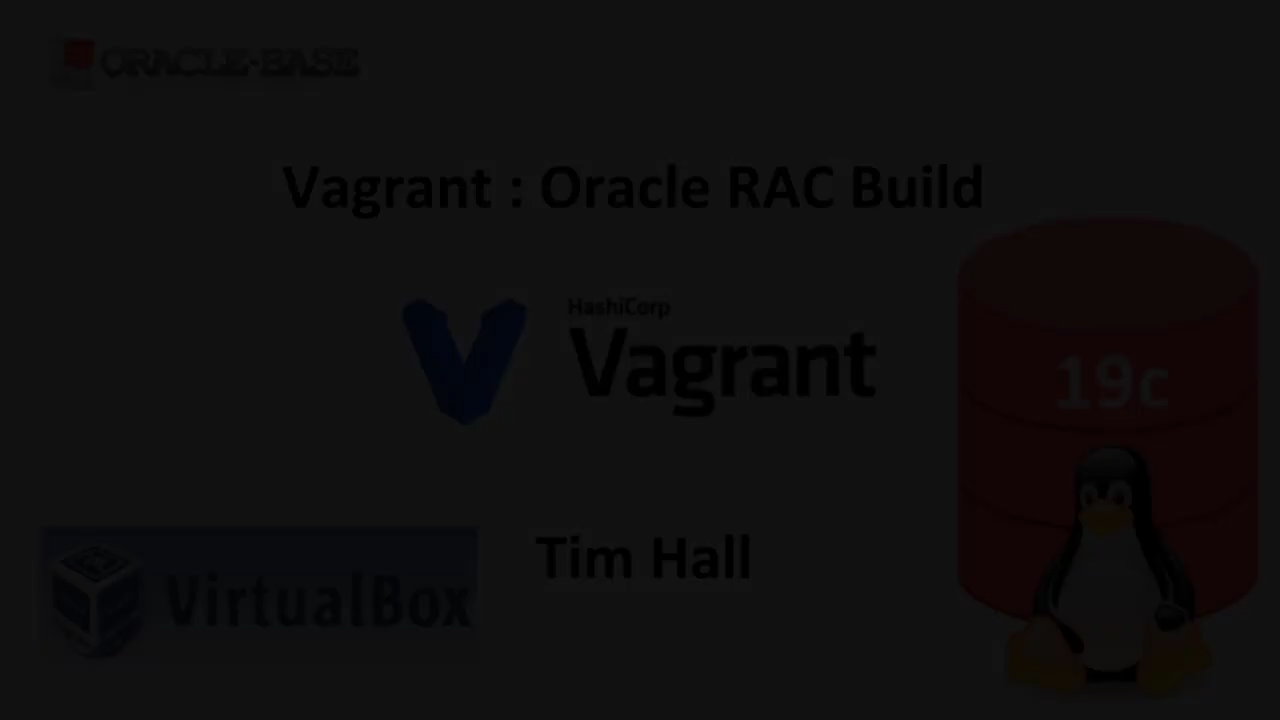 ORACLE-BASE
Vagrant : Oracle RAC Build
HashiCorp
Vagrant
19c
Tim Hall
VirtualBox